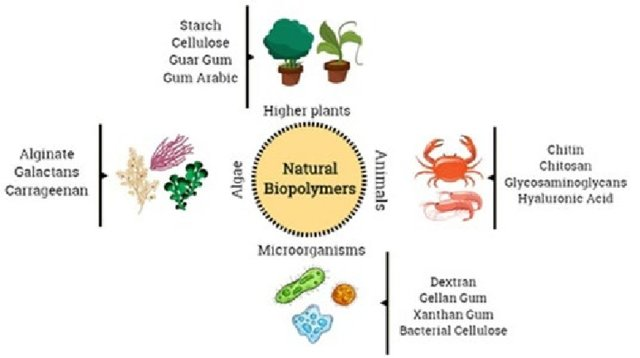 Starch
Cellulose
Guar Gum
Gum Arabic
Higher plants
Alginate
Galactans
Carrageenan
Algae
Natural
Biopolymers
Animals
Chitin
Chitosan
Glycosaminoglycans
Hyaluronic Acid
Microorganisms
Dextran
Gellan Gum
Xanthan Gum
Bacterial Cellulose